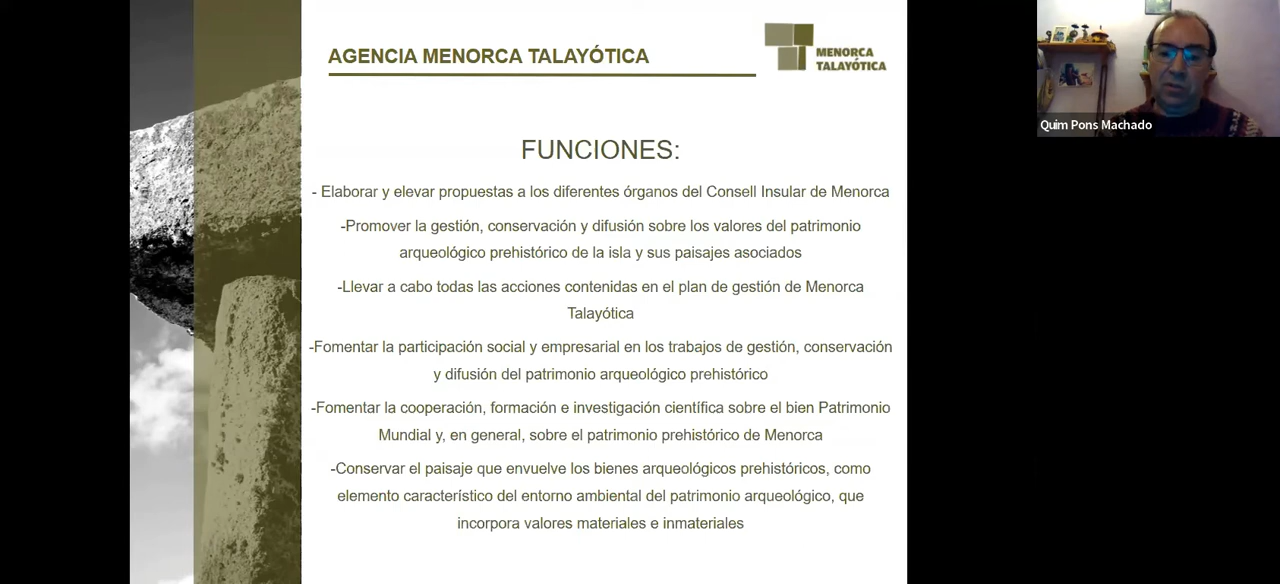 AGENCIA MENORCA TALAYÓTICA
MENORCA
TALAYÓTICA
Quim Pons Machado
FUNCIONES:
- Elaborar y elevar propuestas a los diferentes órganos del Consell Insular de Menorca
-Promover la gestión, conservación y difusión sobre los valores del patrimonio
arqueológico prehistórico de la isla y sus paisajes asociados
-Llevar a cabo todas las acciones contenidas en el plan de gestión de Menorca
Talayótica
-Fomentar la participación social y empresarial en los trabajos de gestión, conservación
y difusión del patrimonio arqueológico prehistórico
-Fomentar la cooperación, formación e investigación científica sobre el bien Patrimonio
Mundial y, en general, sobre el patrimonio prehistórico de Menorca
-Conservar el paisaje que envuelve los bienes arqueológicos prehistóricos, como
elemento característico del entorno ambiental del patrimonio arqueológico, que
incorpora valores materiales e inmateriales